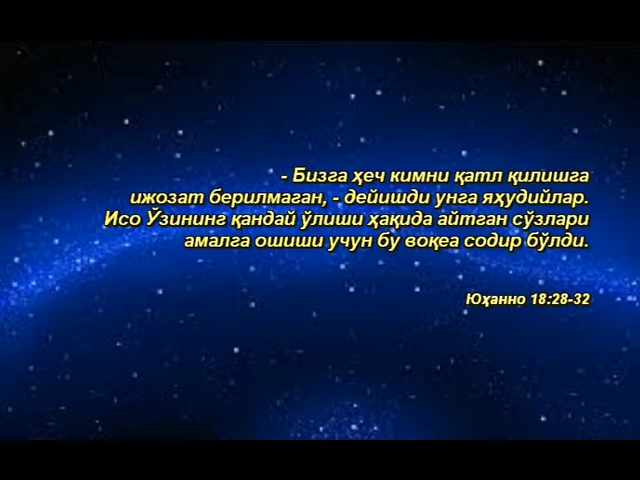 - Бизга ҳеч кимни қатл қилишга
ижозат берилмаган, - дейишди унга яҳудийлар.
Исо Ўзининг қандай ўлиши ҳақида айтган сўзлари
амалга ошиши учун бу воқеа содир бўлди.
Юҳанно 18:28-32